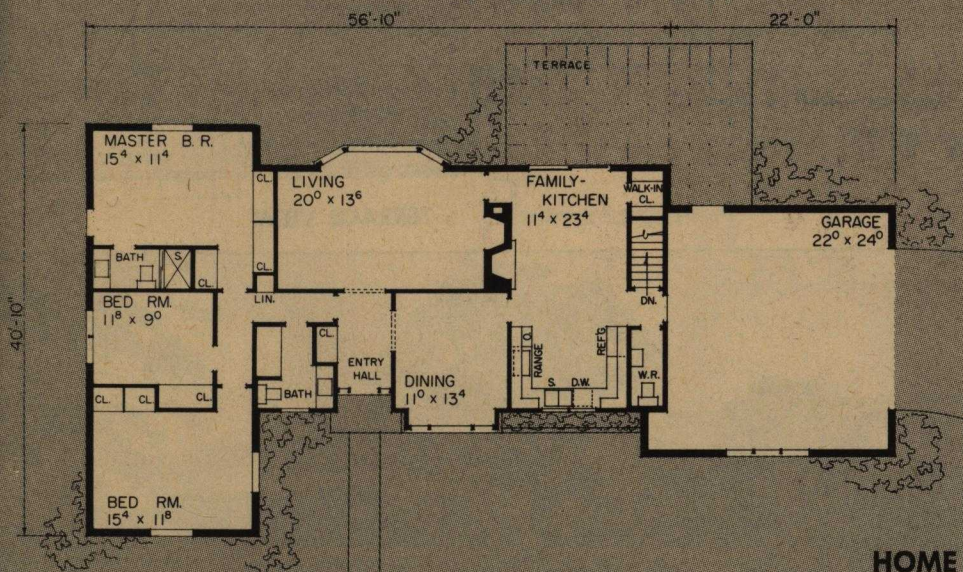 56'-10"
22'-0"
TERRACE
MASTER B. R.
15⁴ x 11⁴
CL.
LIVING
20⁰ x 13⁶
FAMILY-
KITCHEN
11⁴ x 23⁴
WALK-IN
CL.
GARAGE
22⁰ x 24⁰
BATH
S.
CL.
CL.
LIN.
DN.
40'-10"
BED RM.
11⁸ x 9⁰
CL.
ENTRY
HALL
DINING
11⁰ x 13⁴
O.
RANGE
REF'G.
S.
D.W.
W.R.
CL.
CL.
CL.
BATH
BED RM.
15⁴ x 11⁸
HOME